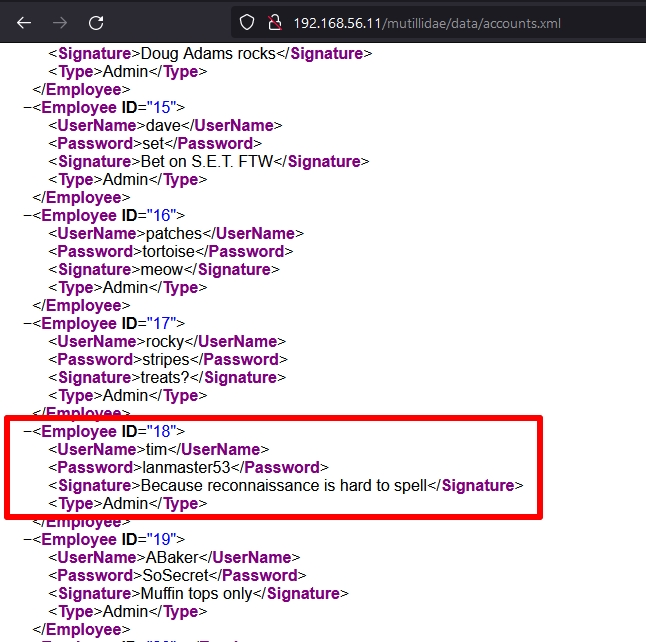 192.168.56.11/mutillidae/data/accounts.xml
<Signature>Doug Adams rocks</Signature>
<Type>Admin</Type>
</Employee>
−<Employee ID="15">
<UserName>dave</UserName>
<Password>set</Password>
<Signature>Bet on S.E.T. FTW</Signature>
<Type>Admin</Type>
</Employee>
−<Employee ID="16">
<UserName>patches</UserName>
<Password>tortoise</Password>
<Signature>meow</Signature>
<Type>Admin</Type>
</Employee>
−<Employee ID="17">
<UserName>rocky</UserName>
<Password>stripes</Password>
<Signature>treats?</Signature>
<Type>Admin</Type>
</Employee>
−<Employee ID="18">
<UserName>tim</UserName>
<Password>lanmaster53</Password>
<Signature>Because reconnaissance is hard to spell</Signature>
<Type>Admin</Type>
</Employee>
−<Employee ID="19">
<UserName>ABaker</UserName>
<Password>SoSecret</Password>
<Signature>Muffin tops only</Signature>
<Type>Admin</Type>
</Employee>